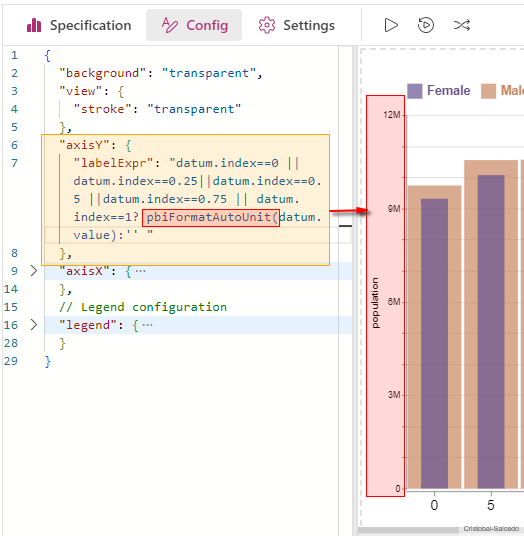 Specification Config Settings
1 {
2 "background": "transparent",
3 "view": {
4 "stroke": "transparent"
5 },
6 "axisY": {
7 "labelExpr": "datum.index==0 ||
datum.index==0.25||datum.index==0.
5 ||datum.index==0.75 || datum.
index==1? pbiFormatAutoUnit(datum.
value):'' "
8 },
9 "axisX": { ⋯
14 },
15 // Legend configuration
16 "legend": { ⋯
28 }
29 }
Female Male
12M
9M
6M
3M
0
population
0 5
Cristobal-Salcedo